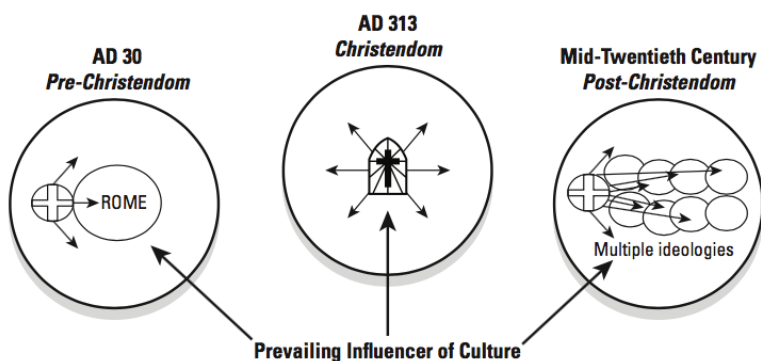 AD 30
Pre-Christendom
ROME
AD 313
Christendom
Mid-Twentieth Century
Post-Christendom
Multiple ideologies
Prevailing Influencer of Culture